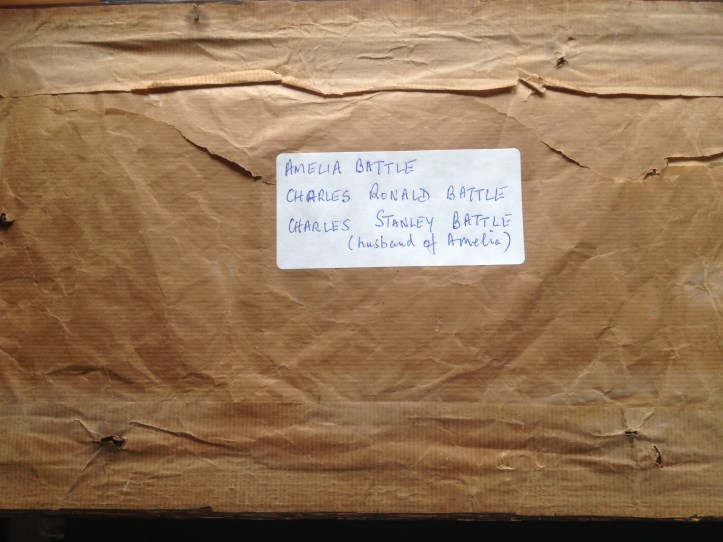 AMELIA BATTLE
CHARLES RONALD BATTLE
CHARLES STANLEY BATTLE
(husband of Amelia)